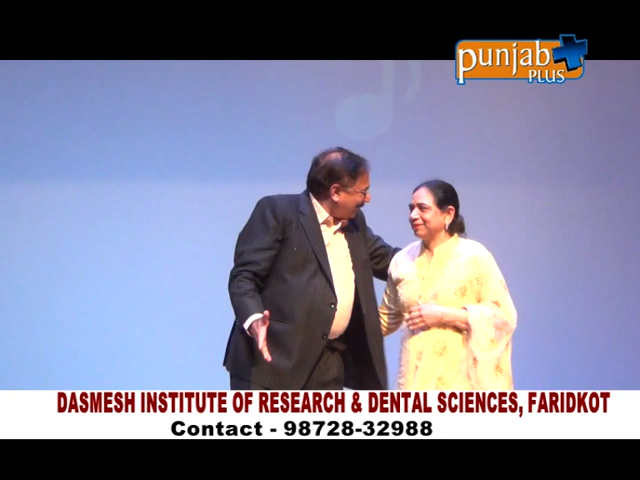 punjab
PLUS
DASMESH INSTITUTE OF RESEARCH & DENTAL SCIENCES, FARIDKOT
Contact - 98728-32988